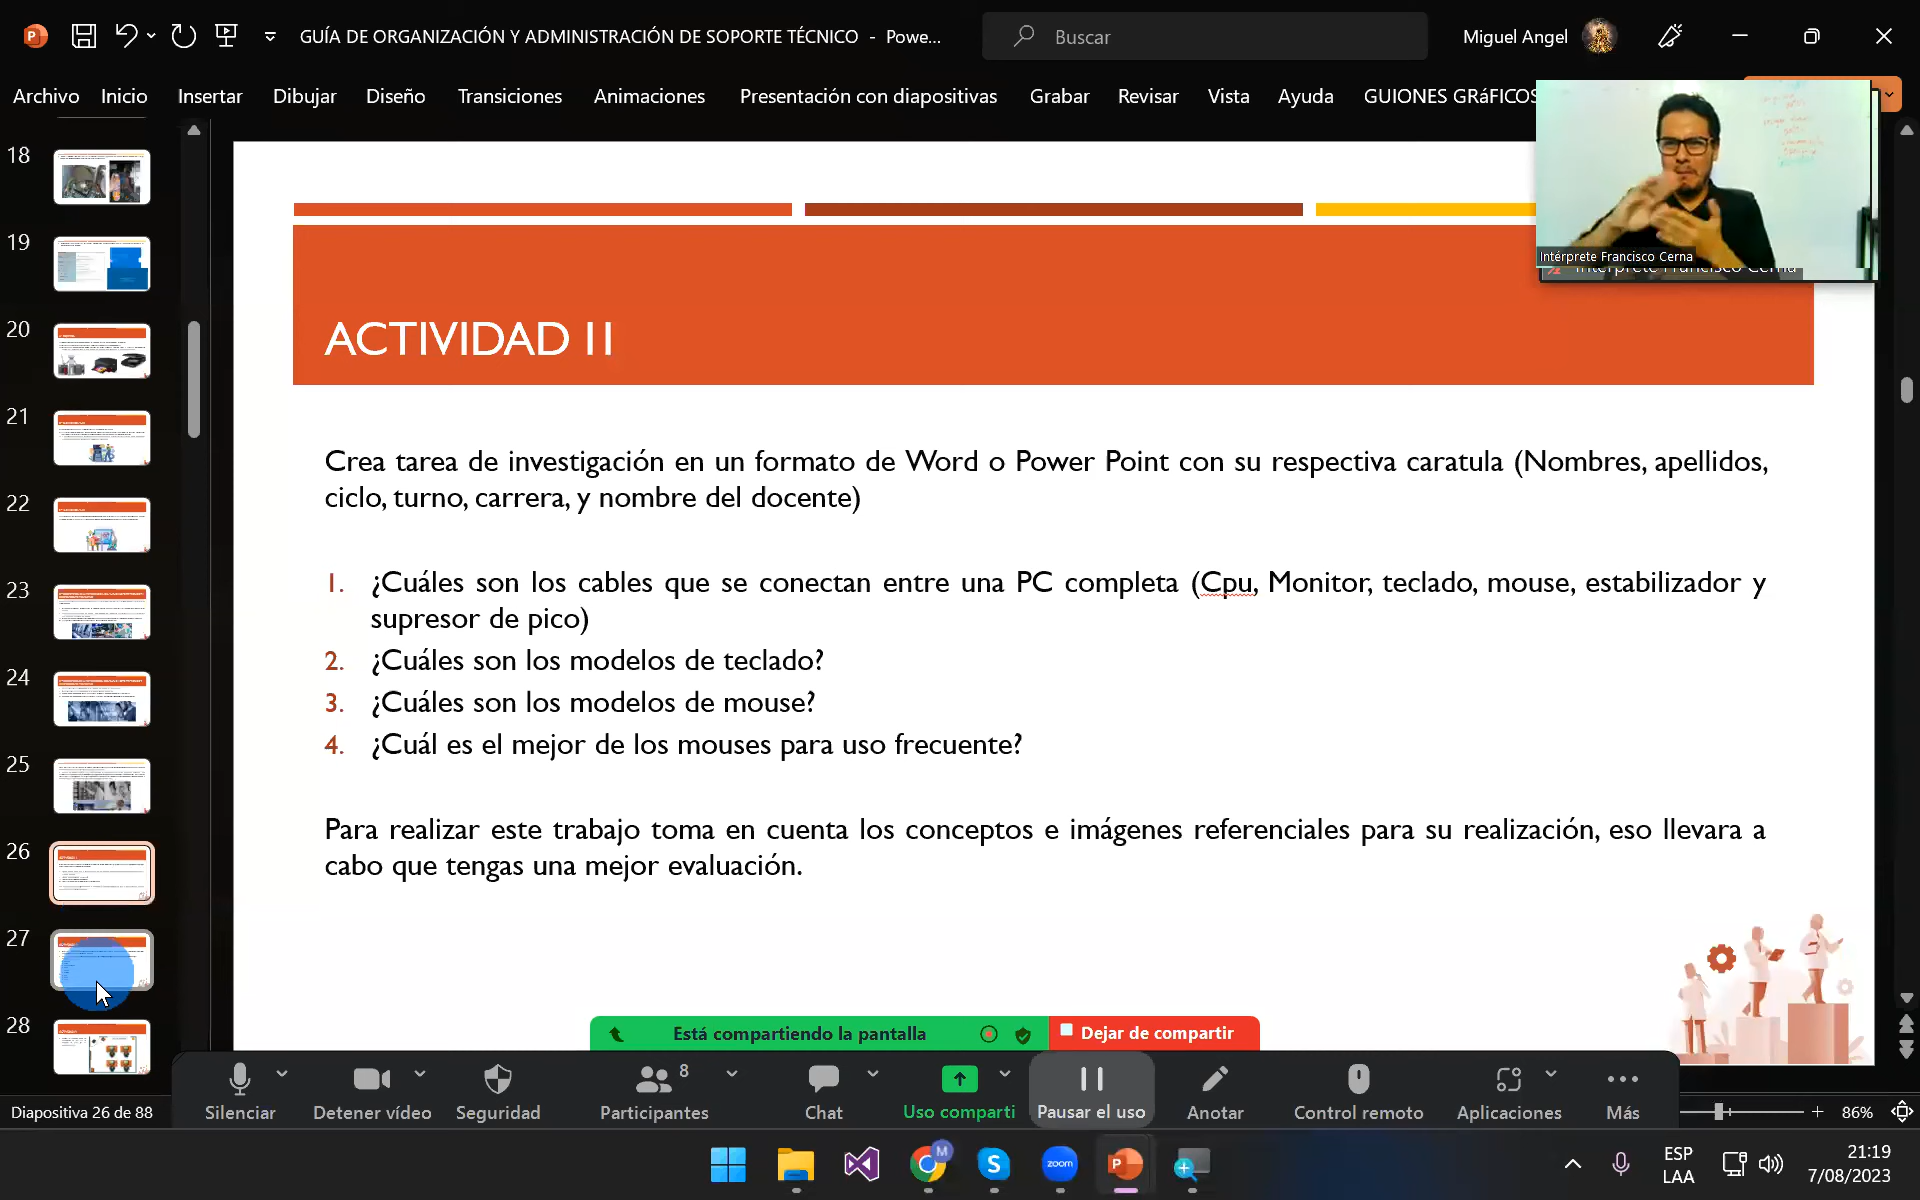 GUÍA DE ORGANIZACIÓN Y ADMINISTRACIÓN DE SOPORTE TÉCNICO - Powe...
Buscar
Miguel Angel
Archivo Inicio Insertar Dibujar Diseño Transiciones Animaciones Presentación con diapositivas Grabar Revisar Vista Ayuda GUIONES GRáFICOS
Intérprete Francisco Cerna
Intérprete Francisco Cerna
18
19
20
21
22
23
24
25
26
27
28
ACTIVIDAD II
Crea tarea de investigación en un formato de Word o Power Point con su respectiva caratula (Nombres, apellidos,
ciclo, turno, carrera, y nombre del docente)
1. ¿Cuáles son los cables que se conectan entre una PC completa (Cpu, Monitor, teclado, mouse, estabilizador y
supresor de pico)
2. ¿Cuáles son los modelos de teclado?
3. ¿Cuáles son los modelos de mouse?
4. ¿Cuál es el mejor de los mouses para uso frecuente?
Para realizar este trabajo toma en cuenta los conceptos e imágenes referenciales para su realización, eso llevara a
cabo que tengas una mejor evaluación.
Está compartiendo la pantalla
Dejar de compartir
8
Silenciar Detener vídeo Seguridad Participantes Chat Uso comparti Pausar el uso Anotar Control remoto Aplicaciones Más
Diapositiva 26 de 88
86%
M
zoom
ESP
LAA
21:19
7/08/2023